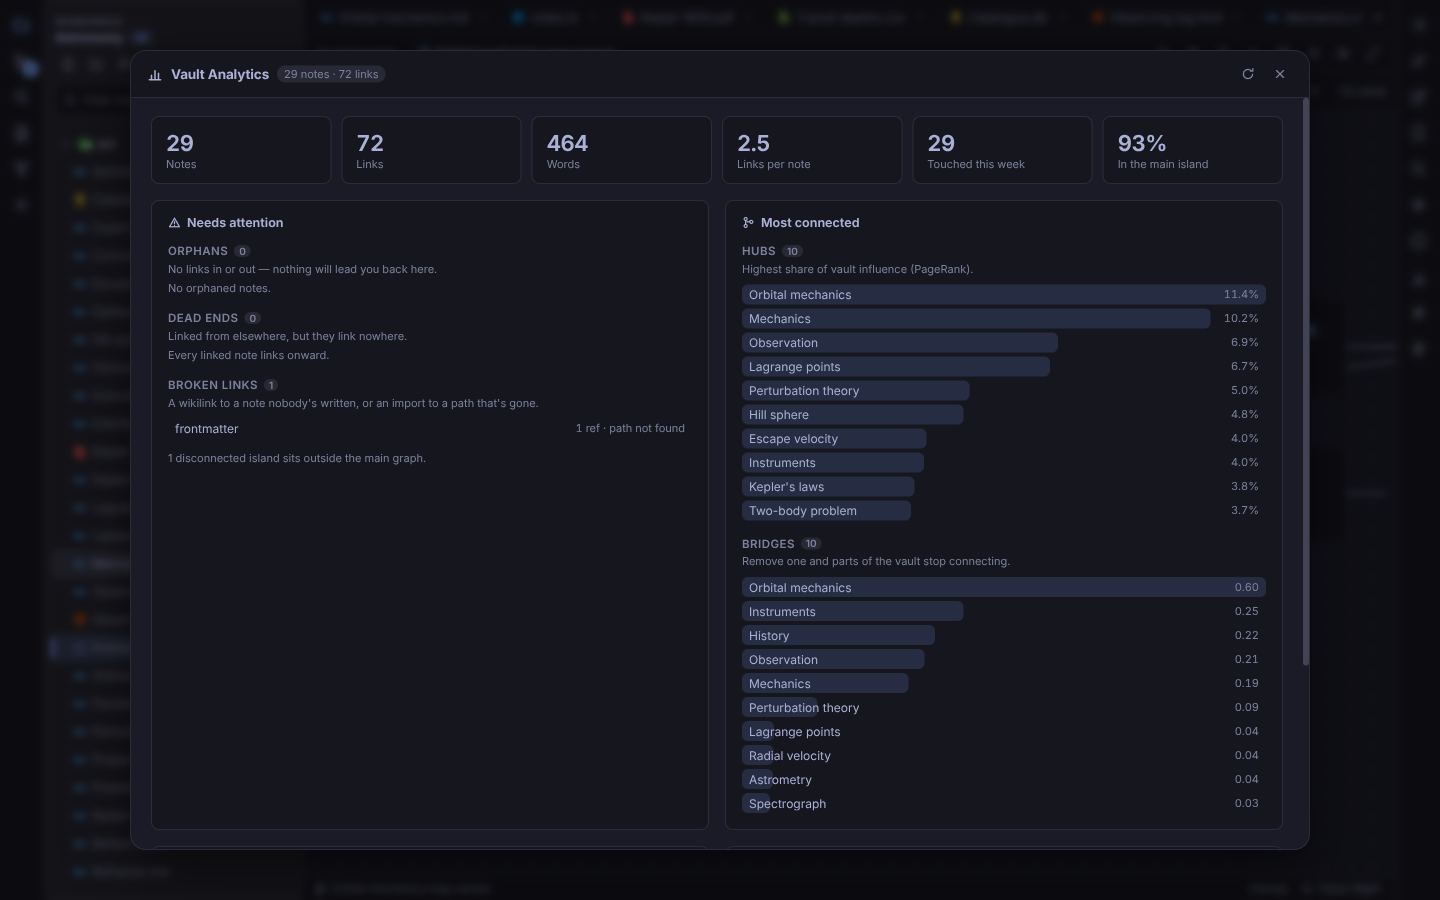 Vault Analytics
29 notes · 72 links
29
Notes
72
Links
464
Words
2.5
Links per note
29
Touched this week
93%
In the main island
Needs attention
ORPHANS 0
No links in or out — nothing will lead you back here.
No orphaned notes.
DEAD ENDS 0
Linked from elsewhere, but they link nowhere.
Every linked note links onward.
BROKEN LINKS 1
A wikilink to a note nobody's written, or an import to a path that's gone.
frontmatter 1 ref · path not found
1 disconnected island sits outside the main graph.
Most connected
HUBS 10
Highest share of vault influence (PageRank).
Orbital mechanics 11.4%
Mechanics 10.2%
Observation 6.9%
Lagrange points 6.7%
Perturbation theory 5.0%
Hill sphere 4.8%
Escape velocity 4.0%
Instruments 4.0%
Kepler's laws 3.8%
Two-body problem 3.7%
BRIDGES 10
Remove one and parts of the vault stop connecting.
Orbital mechanics 0.60
Instruments 0.25
History 0.22
Observation 0.21
Mechanics 0.19
Perturbation theory 0.09
Lagrange points 0.04
Radial velocity 0.04
Astrometry 0.04
Spectrograph 0.03